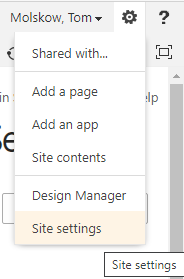 Molskow, Tom
?
Shared with...
Add a page
Add an app
Site contents
Design Manager
Site settings
Site settings